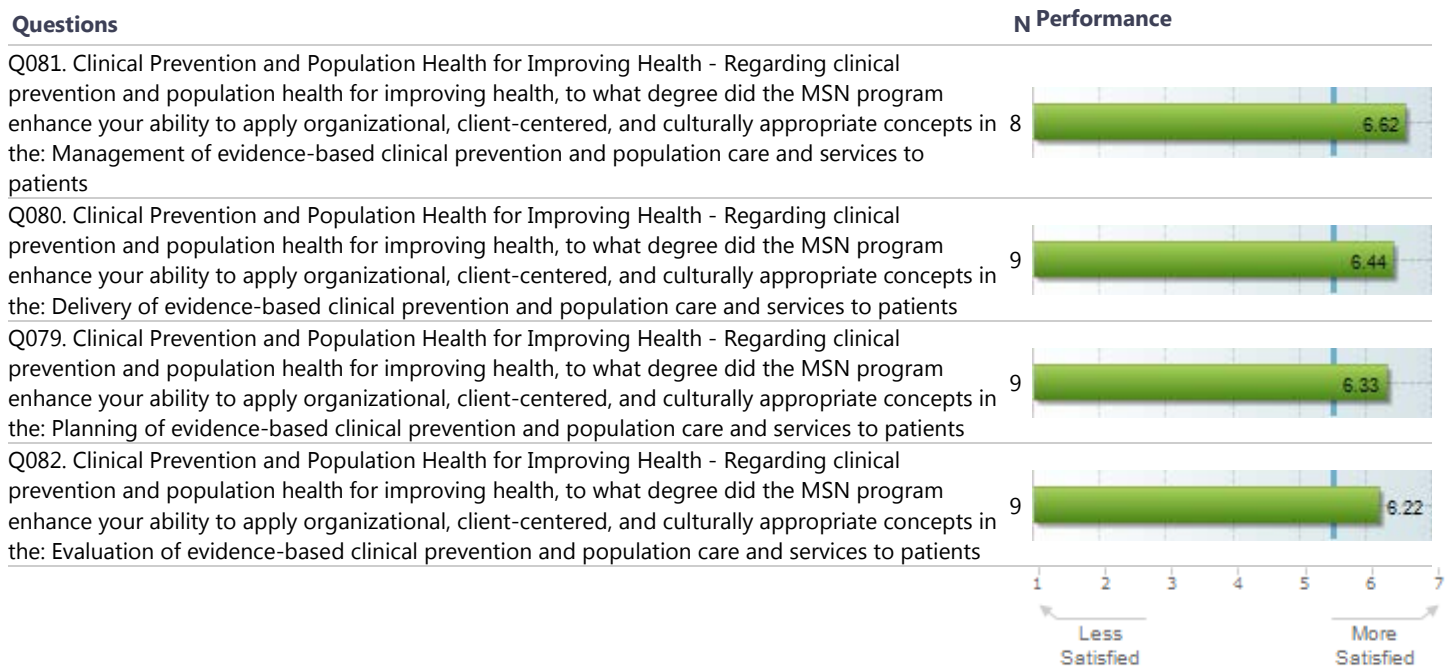 Questions N Performance
Q081. Clinical Prevention and Population Health for Improving Health - Regarding clinical
prevention and population health for improving health, to what degree did the MSN program
enhance your ability to apply organizational, client-centered, and culturally appropriate concepts in 8 6.62
the: Management of evidence-based clinical prevention and population care and services to
patients
Q080. Clinical Prevention and Population Health for Improving Health - Regarding clinical
prevention and population health for improving health, to what degree did the MSN program
enhance your ability to apply organizational, client-centered, and culturally appropriate concepts in 9 6.44
the: Delivery of evidence-based clinical prevention and population care and services to patients
Q079. Clinical Prevention and Population Health for Improving Health - Regarding clinical
prevention and population health for improving health, to what degree did the MSN program
enhance your ability to apply organizational, client-centered, and culturally appropriate concepts in 9 6.33
the: Planning of evidence-based clinical prevention and population care and services to patients
Q082. Clinical Prevention and Population Health for Improving Health - Regarding clinical
prevention and population health for improving health, to what degree did the MSN program
enhance your ability to apply organizational, client-centered, and culturally appropriate concepts in 9 6.22
the: Evaluation of evidence-based clinical prevention and population care and services to patients
1 2 3 4 5 6 7
Less More
Satisfied Satisfied